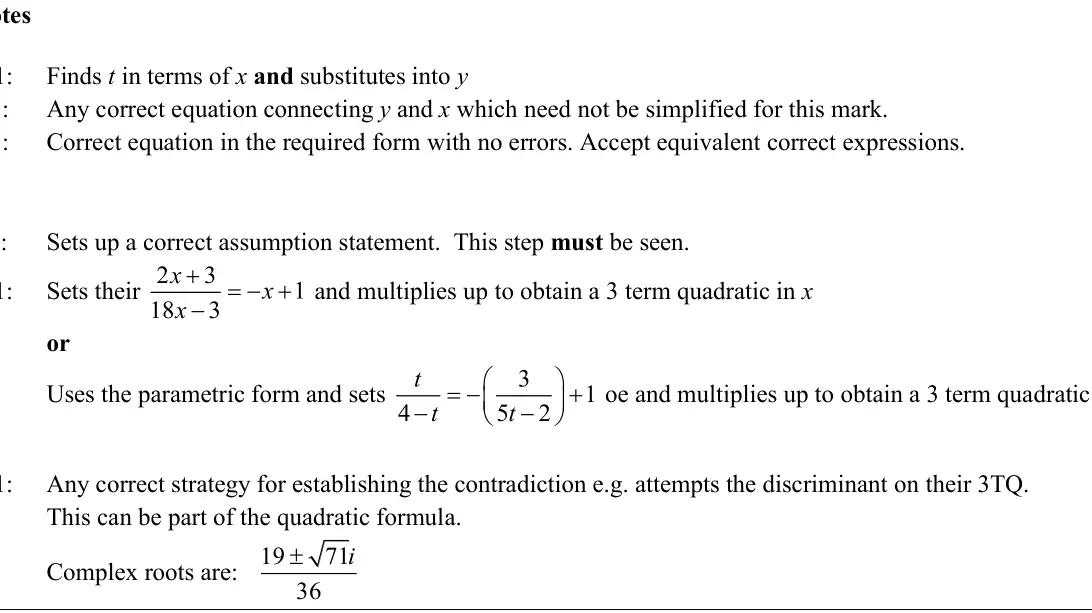 otes
1: Finds t in terms of x and substitutes into y
: Any correct equation connecting y and x which need not be simplified for this mark.
: Correct equation in the required form with no errors. Accept equivalent correct expressions.
: Sets up a correct assumption statement. This step must be seen.
1: Sets their (2x + 3)/(18x − 3) = −x + 1 and multiplies up to obtain a 3 term quadratic in x
or
Uses the parametric form and sets t/(4 − t) = −(3/(5t − 2)) + 1 oe and multiplies up to obtain a 3 term quadratic
1: Any correct strategy for establishing the contradiction e.g. attempts the discriminant on their 3TQ.
This can be part of the quadratic formula.
Complex roots are: (19 ± √71i)/36